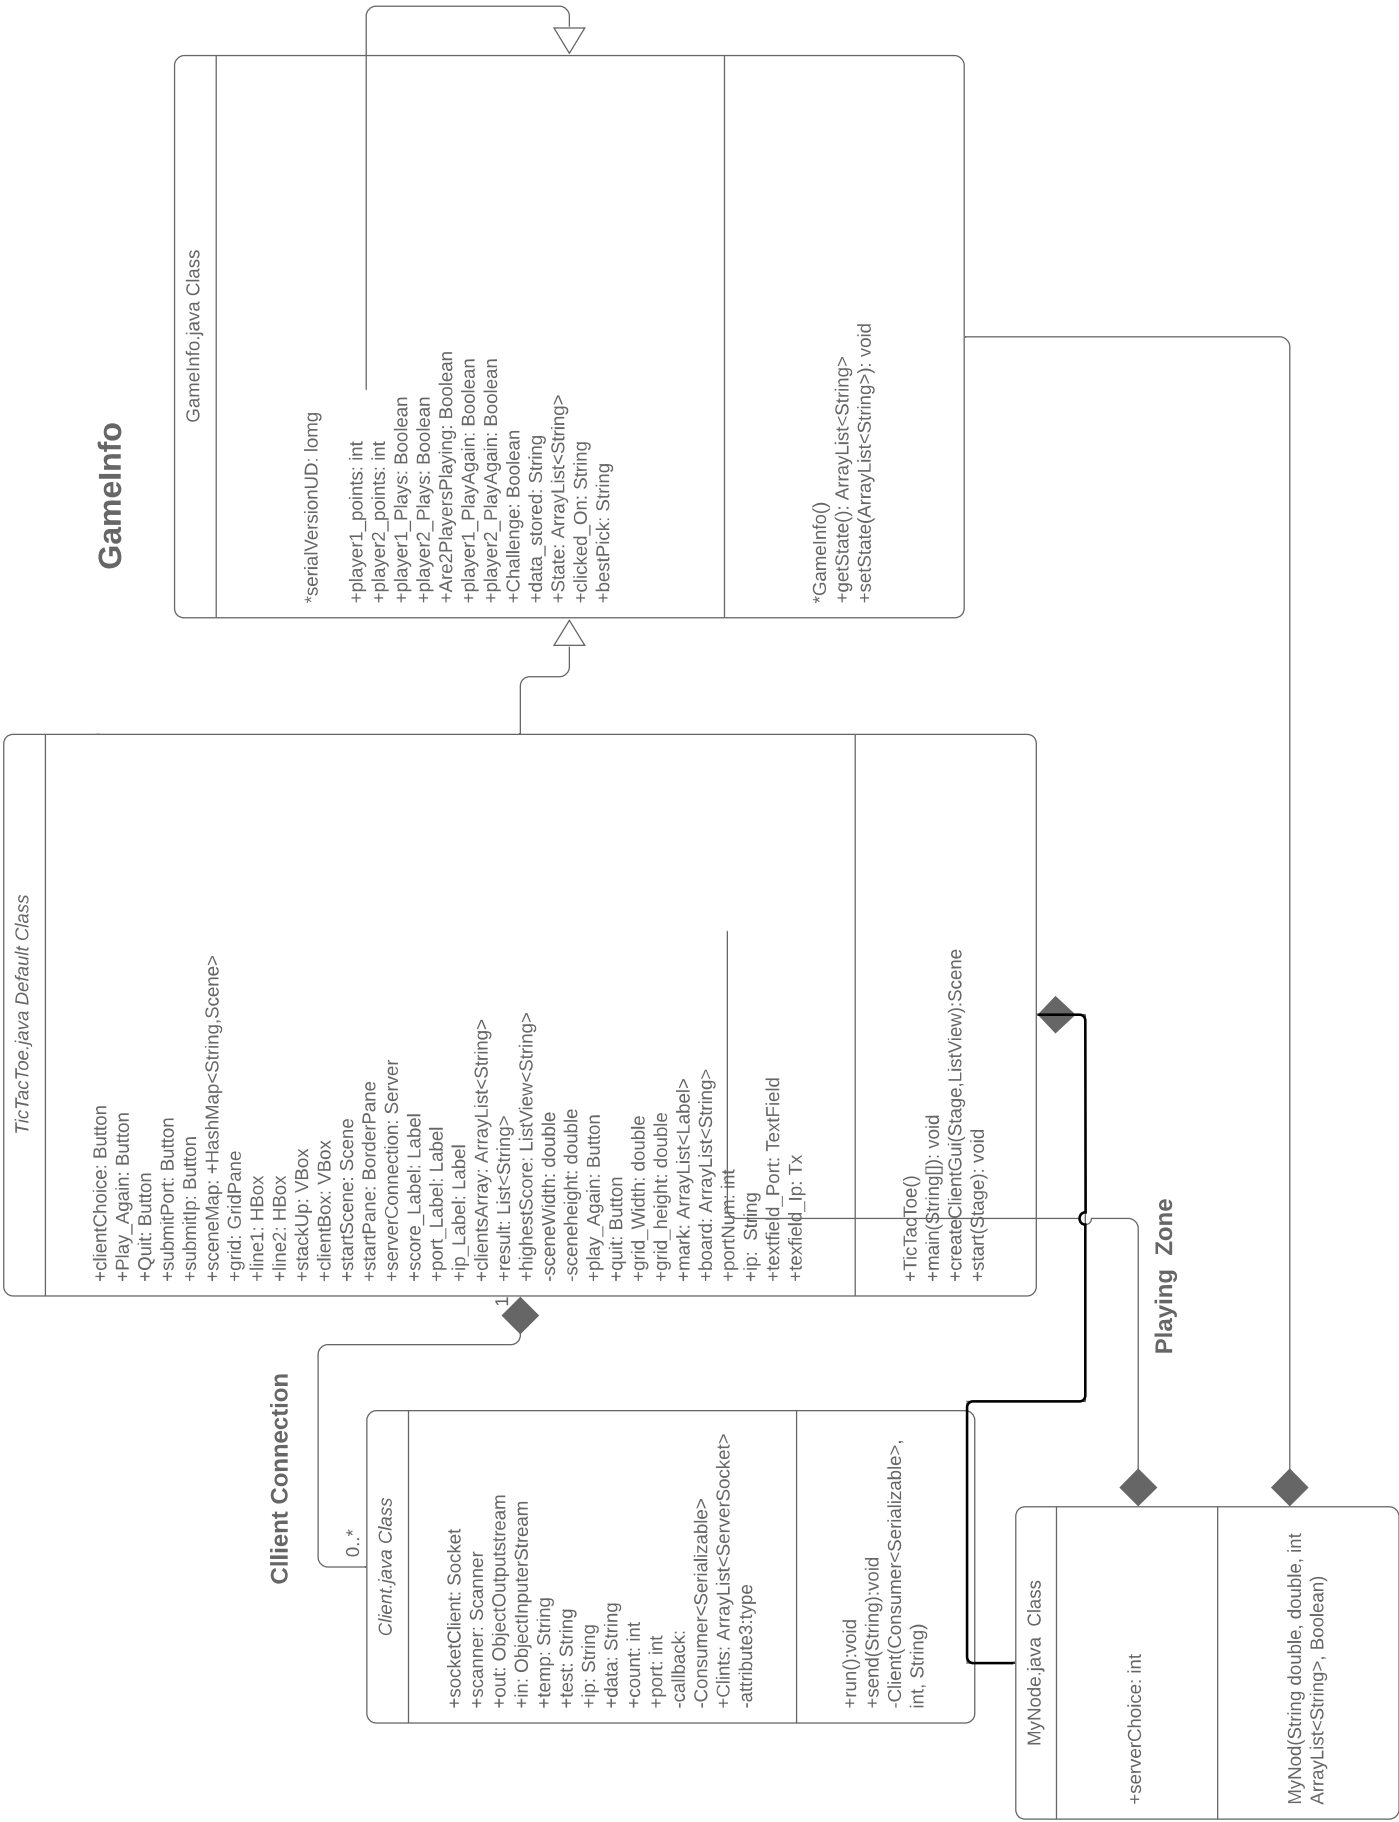 Cllient Connection
Client.java Class
+socketClient: Socket
+scanner: Scanner
+out: ObjectOutputstream
+in: ObjectInputerStream
+temp: String
+test: String
+ip: String
+data: String
+count: int
+port: int
-callback:
-Consumer<Serializable>
+Clints: ArrayList<ServerSocket>
-attribute3:type
+run():void
+send(String):void
-Client(Consumer<Serializable>,
int, String)
0..*
1
TicTacToe.java Default Class
+clientChoice: Button
+Play_Again: Button
+Quit: Button
+submitPort: Button
+submitIp: Button
+sceneMap: +HashMap<String,Scene>
+grid: GridPane
+line1: HBox
+line2: HBox
+stackUp: VBox
+clientBox: VBox
+startScene: Scene
+startPane: BorderPane
+serverConnection: Server
+score_Label: Label
+port_Label: Label
+ip_Label: Label
+clientsArray: ArrayList<String>
+result: List<String>
+highestScore: ListView<String>
-sceneWidth: double
-sceneheight: double
+play_Again: Button
+quit: Button
+grid_Width: double
+grid_height: double
+mark: ArrayList<Label>
+board: ArrayList<String>
+portNum: int
+ip:  String
+textfield_Port: TextField
+textfield_Ip: Tx
+TicTacToe()
+main(String[]): void
+createClientGui(Stage,ListView):Scene
+start(Stage): void
GameInfo
GameInfo.java Class
*serialVersionUD: lomg
+player1_points: int
+player2_points: int
+player1_Plays: Boolean
+player2_Plays: Boolean
+Are2PlayersPlaying: Boolean
+player1_PlayAgain: Boolean
+player2_PlayAgain: Boolean
+Challenge: Boolean
+data_stored: String
+State: ArrayList<String>
+clicked_On: String
+bestPick: String
*GameInfo()
+getState(): ArrayList<String>
+setState(ArrayList<String>): void
Playing  Zone
MyNode.java  Class
+serverChoice: int
MyNod(String double, double, int
ArrayList<String>, Boolean)